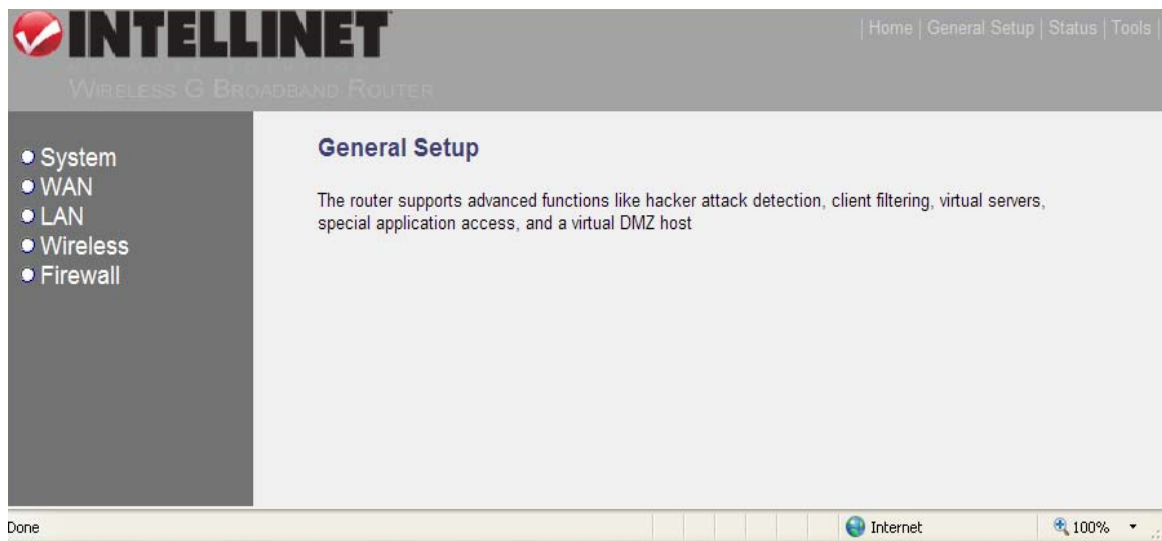 INTELLINET
| Home | General Setup | Status | Tools |
WIRELESS G BROADBAND ROUTER
System
WAN
LAN
Wireless
Firewall
General Setup
The router supports advanced functions like hacker attack detection, client filtering, virtual servers,
special application access, and a virtual DMZ host
Done
Internet
100%